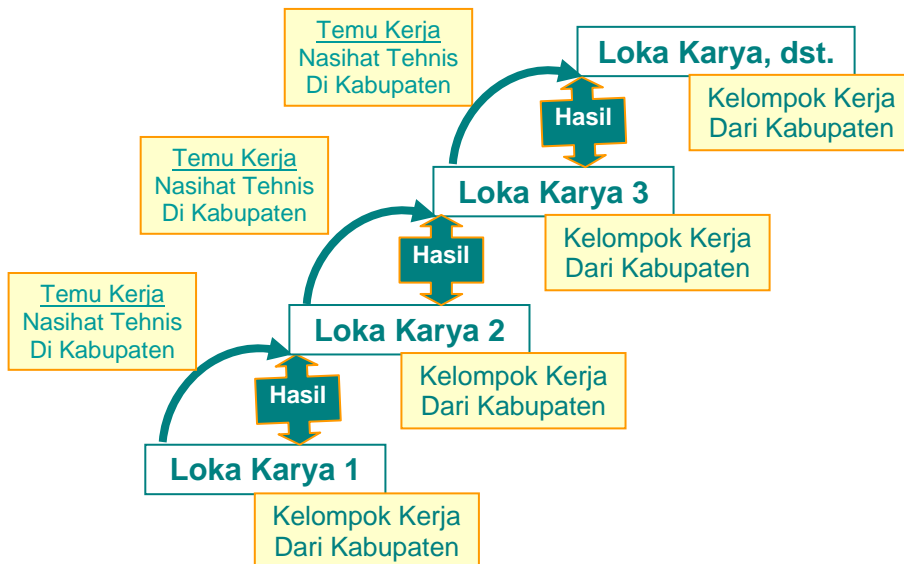 Temu Kerja
Nasihat Tehnis
Di Kabupaten
Loka Karya, dst.
Kelompok Kerja
Dari Kabupaten
Hasil
Temu Kerja
Nasihat Tehnis
Di Kabupaten
Loka Karya 3
Kelompok Kerja
Dari Kabupaten
Hasil
Temu Kerja
Nasihat Tehnis
Di Kabupaten
Loka Karya 2
Kelompok Kerja
Dari Kabupaten
Hasil
Loka Karya 1
Kelompok Kerja
Dari Kabupaten